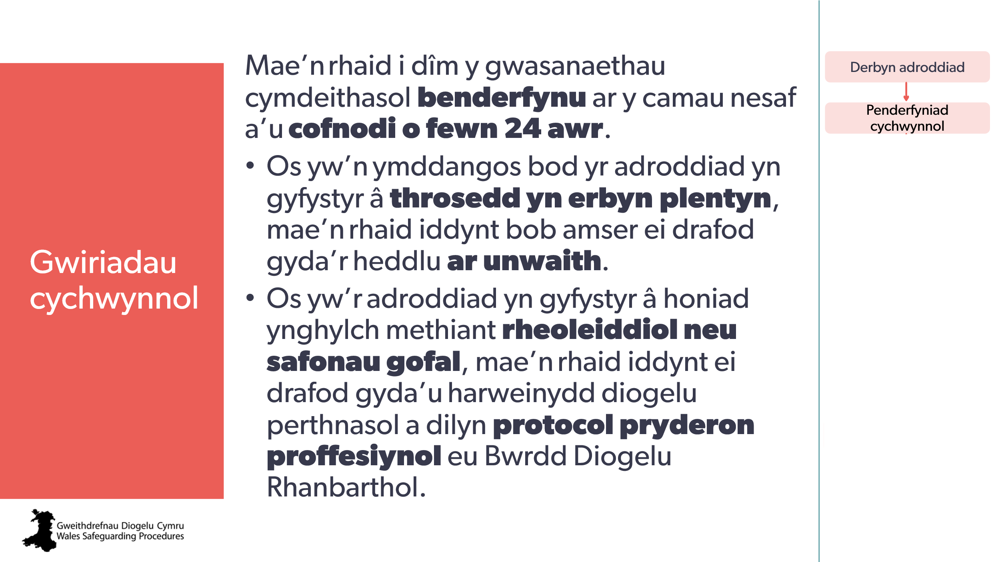 Gwiriadau
cychwynnol
Mae'n rhaid i dîm y gwasanaethau
cymdeithasol benderfynu ar y camau nesaf
a'u cofnodi o fewn 24 awr.
• Os yw'n ymddangos bod yr adroddiad yn
gyfystyr â throsedd yn erbyn plentyn,
mae'n rhaid iddynt bob amser ei drafod
gyda'r heddlu ar unwaith.
• Os yw'r adroddiad yn gyfystyr â honiad
ynghylch methiant rheoleiddiol neu
safonau gofal, mae'n rhaid iddynt ei
drafod gyda'u harweinydd diogelu
perthnasol a dilyn protocol pryderon
proffesiynol eu Bwrdd Diogelu
Rhanbarthol.
Derbyn adroddiad
Penderfyniad
cychwynnol
Gweithdrefnau Diogelu Cymru
Wales Safeguarding Procedures